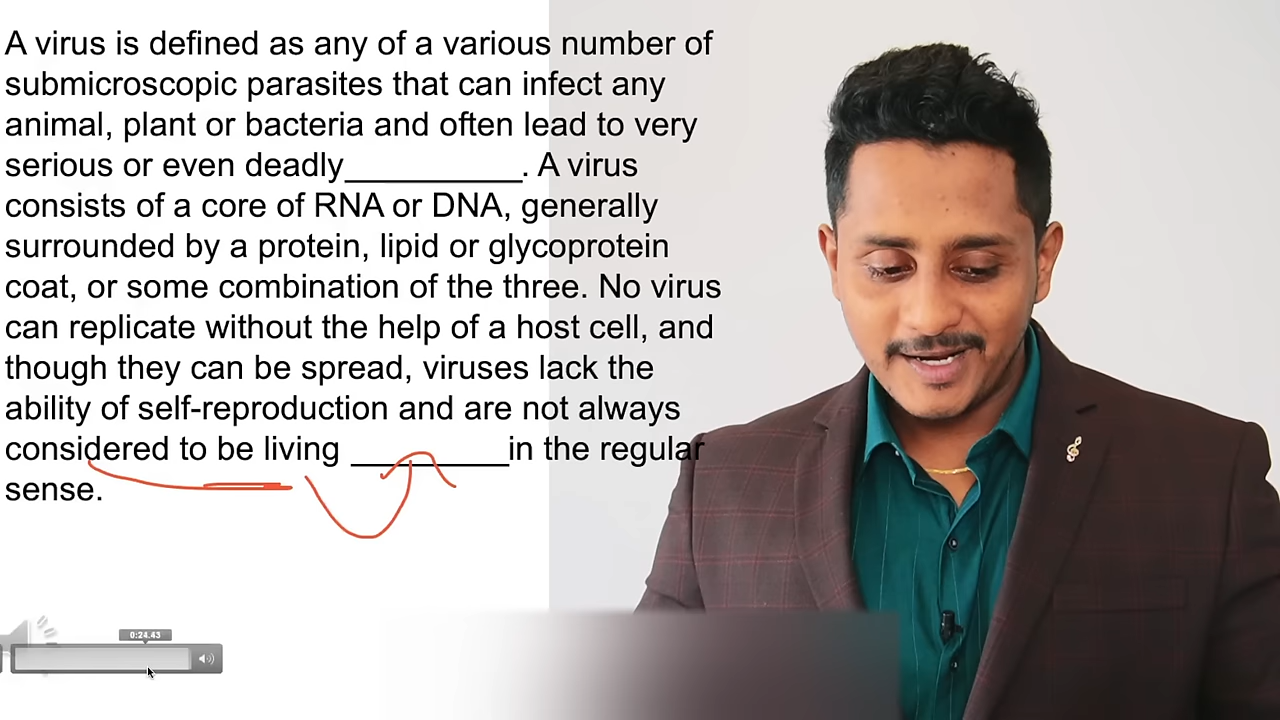 A virus is defined as any of a various number of
submicroscopic parasites that can infect any
animal, plant or bacteria and often lead to very
serious or even deadly__________. A virus
consists of a core of RNA or DNA, generally
surrounded by a protein, lipid or glycoprotein
coat, or some combination of the three. No virus
can replicate without the help of a host cell, and
though they can be spread, viruses lack the
ability of self-reproduction and are not always
considered to be living _________in the regular
sense.
0:24.43